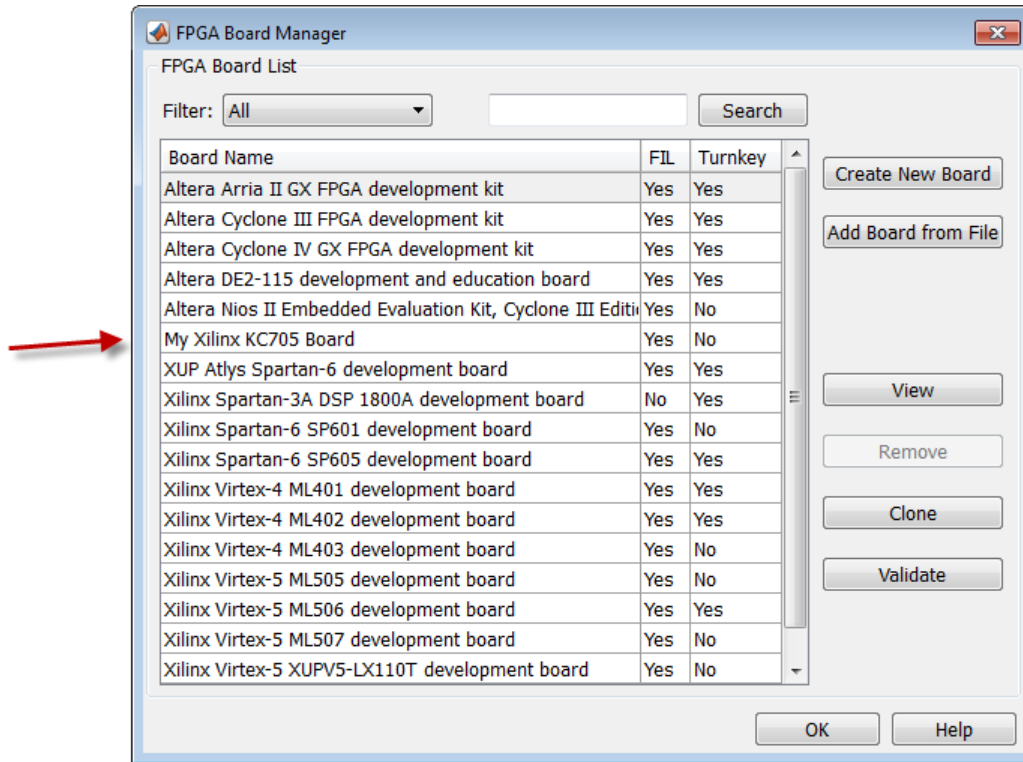 FPGA Board Manager
FPGA Board List
Filter: All Search
Board Name FIL Turnkey
Altera Arria II GX FPGA development kit Yes Yes
Altera Cyclone III FPGA development kit Yes Yes
Altera Cyclone IV GX FPGA development kit Yes Yes
Altera DE2-115 development and education board Yes Yes
Altera Nios II Embedded Evaluation Kit, Cyclone III Editi Yes No
My Xilinx KC705 Board Yes No
XUP Atlys Spartan-6 development board Yes Yes
Xilinx Spartan-3A DSP 1800A development board No Yes
Xilinx Spartan-6 SP601 development board Yes No
Xilinx Spartan-6 SP605 development board Yes Yes
Xilinx Virtex-4 ML401 development board Yes Yes
Xilinx Virtex-4 ML402 development board Yes Yes
Xilinx Virtex-4 ML403 development board Yes No
Xilinx Virtex-5 ML505 development board Yes No
Xilinx Virtex-5 ML506 development board Yes Yes
Xilinx Virtex-5 ML507 development board Yes No
Xilinx Virtex-5 XUPV5-LX110T development board Yes No
Create New Board
Add Board from File
View
Remove
Clone
Validate
OK Help